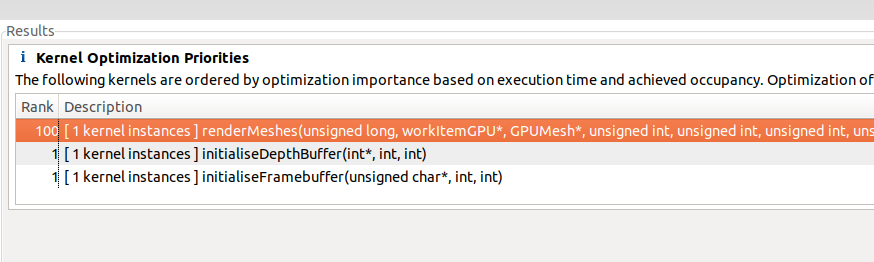 Results
i Kernel Optimization Priorities
The following kernels are ordered by optimization importance based on execution time and achieved occupancy. Optimization of
Rank Description
100 [ 1 kernel instances ] renderMeshes(unsigned long, workItemGPU*, GPUMesh*, unsigned int, unsigned int, unsigned int, uns
1 [ 1 kernel instances ] initialiseDepthBuffer(int*, int, int)
1 [ 1 kernel instances ] initialiseFramebuffer(unsigned char*, int, int)